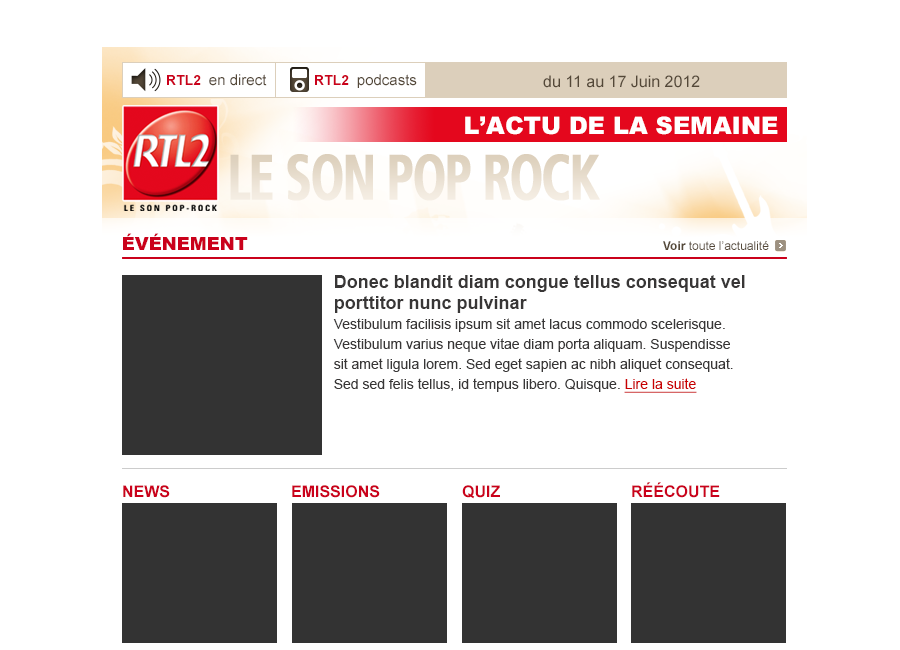 RTL2 en direct
RTL2 podcasts
du 11 au 17 Juin 2012
L'ACTU DE LA SEMAINE
RTL2
LE SON POP ROCK
LE SON POP-ROCK
ÉVÉNEMENT
Voir toute l'actualité
Donec blandit diam congue tellus consequat vel
porttitor nunc pulvinar
Vestibulum facilisis ipsum sit amet lacus commodo scelerisque.
Vestibulum varius neque vitae diam porta aliquam. Suspendisse
sit amet ligula lorem. Sed eget sapien ac nibh aliquet consequat.
Sed sed felis tellus, id tempus libero. Quisque. Lire la suite
NEWS
EMISSIONS
QUIZ
RÉÉCOUTE